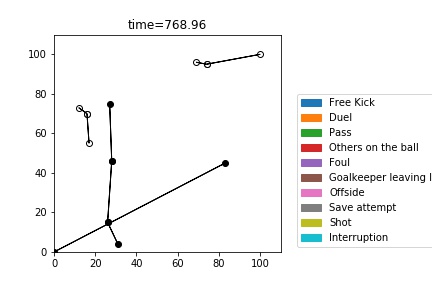 time=768.96
100
80
60
40
20
0
0 20 40 60 80 100
Free Kick
Duel
Pass
Others on the ball
Foul
Goalkeeper leaving l
Offside
Save attempt
Shot
Interruption